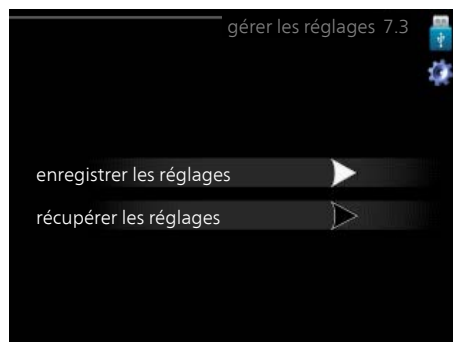 gérer les réglages 7.3
enregistrer les réglages
récupérer les réglages